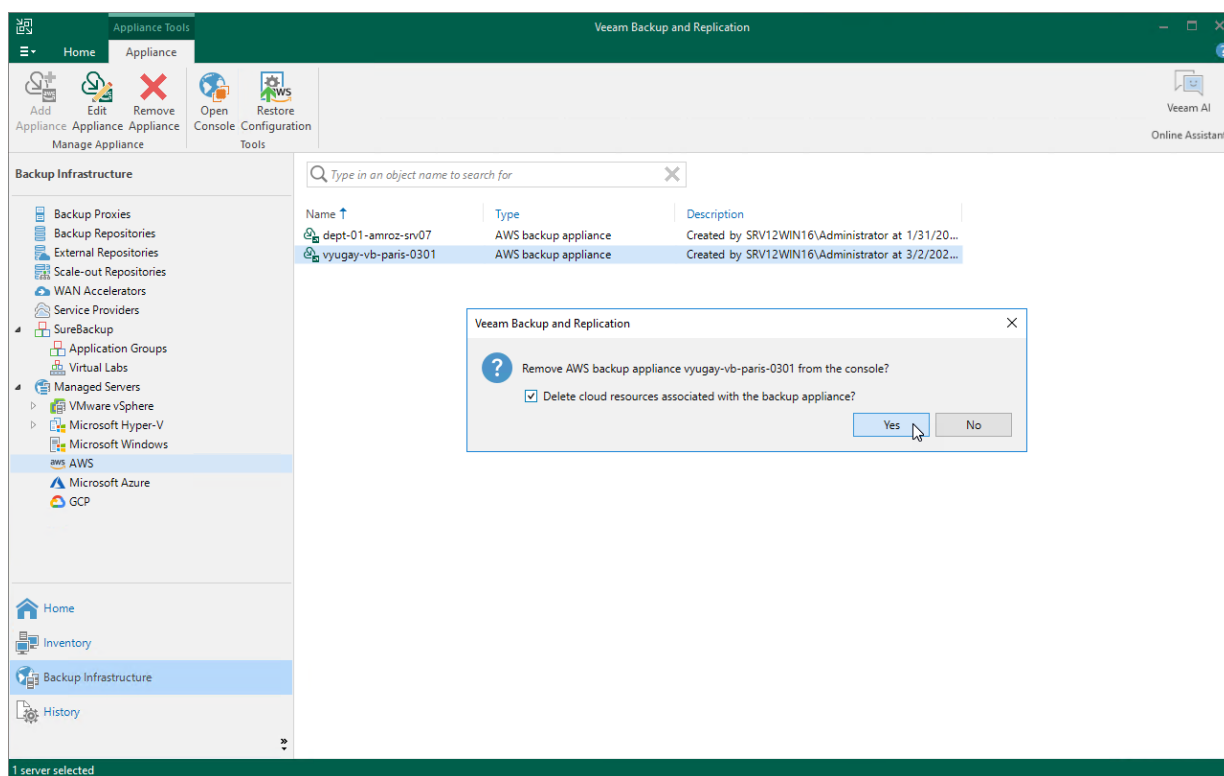 Appliance Tools
Veeam Backup and Replication
Home
Appliance
Add
Appliance
Edit
Appliance
Remove
Appliance
Open
Console
aws
Restore
Configuration
Manage Appliance
Tools
Veeam AI
Online Assistant
Backup Infrastructure
Type in an object name to search for
Backup Proxies
Backup Repositories
External Repositories
Scale-out Repositories
WAN Accelerators
Service Providers
SureBackup
Application Groups
Virtual Labs
Managed Servers
VMware vSphere
Microsoft Hyper-V
Microsoft Windows
aws AWS
Microsoft Azure
GCP
Name Type Description
dept-01-amroz-srv07 AWS backup appliance Created by SRV12WIN16\Administrator at 1/31/20...
vyugay-vb-paris-0301 AWS backup appliance Created by SRV12WIN16\Administrator at 3/2/202...
Veeam Backup and Replication
Remove AWS backup appliance vyugay-vb-paris-0301 from the console?
Delete cloud resources associated with the backup appliance?
Yes No
Home
Inventory
Backup Infrastructure
History
1 server selected